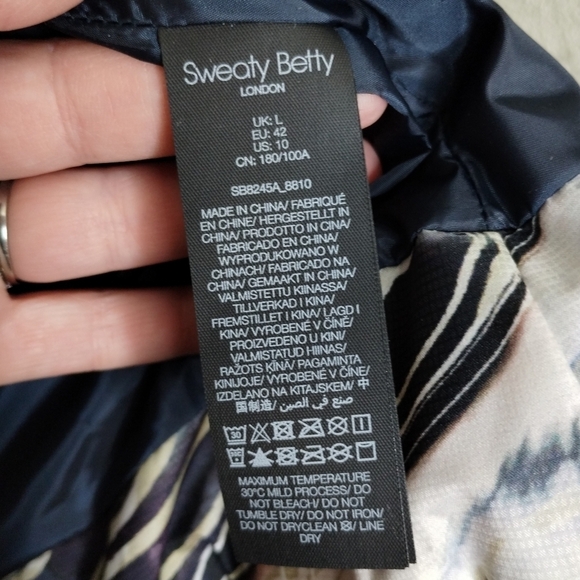 Sweaty Betty
LONDON
UK: L
EU: 42
US: 10
CN: 180/100A
SB8245A_8810
MADE IN CHINA/ FABRIQUÉ
EN CHINE/ HERGESTELLT IN
CHINA/ PRODOTTO IN CINA/
FABRICADO EN CHINA/
WYPRODUKOWANO W
CHINACH/ FABRICADO NA
CHINA/ GEMAAKT IN CHINA/
VALMISTETTU KIINASSA/
TILLVERKAD I KINA/
FREMSTILLET I KINA/ LAGD I
KINA/ VYROBENÉ V ČÍNĚ/
PROIZVEDENO U KINI/
VALMISTATUD HIINAS/
RAŽOTS ĶĪNĀ/ PAGAMINTA
KINIJOJE/ VYROBENÉ V ČÍNE/
IZDELANO NA KITAJSKEM/ 中
国制造/ صنع في الصين
30
MAXIMUM TEMPERATURE
30°C MILD PROCESS/ DO
NOT BLEACH/ DO NOT
TUMBLE DRY/ DO NOT IRON/
DO NOT DRYCLEAN / LINE
DRY